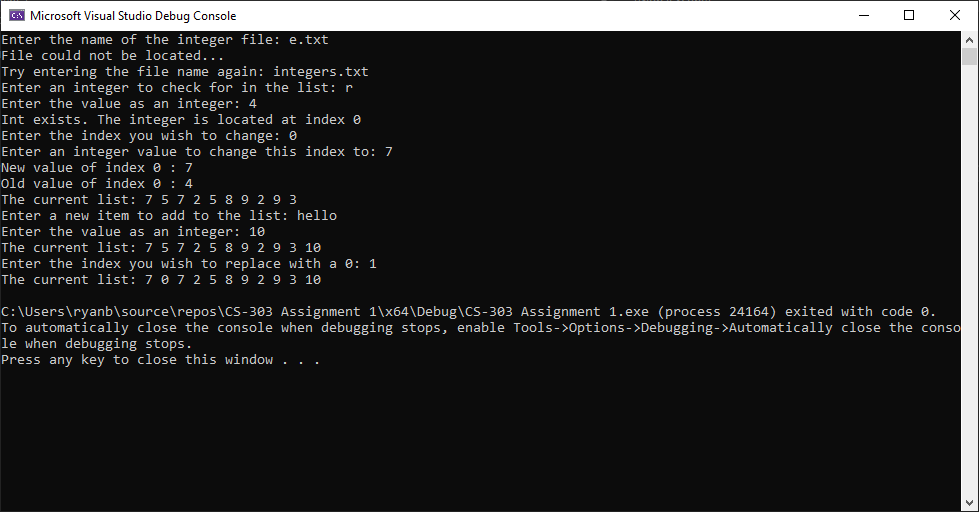 Microsoft Visual Studio Debug Console
Enter the name of the integer file: e.txt
File could not be located...
Try entering the file name again: integers.txt
Enter an integer to check for in the list: r
Enter the value as an integer: 4
Int exists. The integer is located at index 0
Enter the index you wish to change: 0
Enter an integer value to change this index to: 7
New value of index 0 : 7
Old value of index 0 : 4
The current list: 7 5 7 2 5 8 9 2 9 3
Enter a new item to add to the list: hello
Enter the value as an integer: 10
The current list: 7 5 7 2 5 8 9 2 9 3 10
Enter the index you wish to replace with a 0: 1
The current list: 7 0 7 2 5 8 9 2 9 3 10
C:\Users\ryanb\source\repos\CS-303 Assignment 1\x64\Debug\CS-303 Assignment 1.exe (process 24164) exited with code 0.
To automatically close the console when debugging stops, enable Tools->Options->Debugging->Automatically close the conso
le when debugging stops.
Press any key to close this window . . .